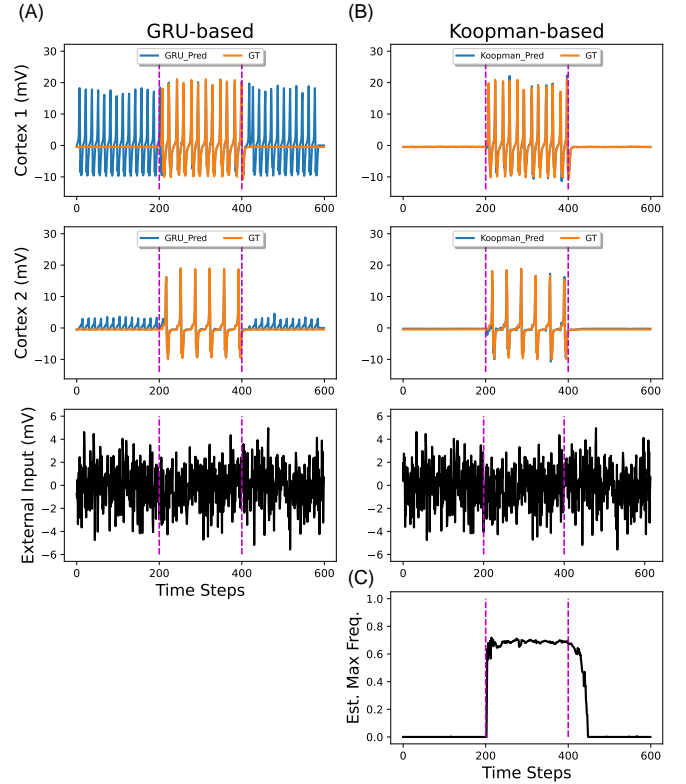 (A)
GRU-based
GRU_Pred GT
Cortex 1 (mV)
30
20
10
0
−10
0 200 400 600
GRU_Pred GT
Cortex 2 (mV)
30
20
10
0
−10
0 200 400 600
External Input (mV)
6
4
2
0
−2
−4
−6
0 200 400 600
Time Steps
(B)
Koopman-based
Koopman_Pred GT
30
20
10
0
−10
0 200 400 600
Koopman_Pred GT
30
20
10
0
−10
0 200 400 600
6
4
2
0
−2
−4
−6
0 200 400 600
(C)
Est. Max Freq.
1.0
0.8
0.6
0.4
0.2
0.0
0 200 400 600
Time Steps